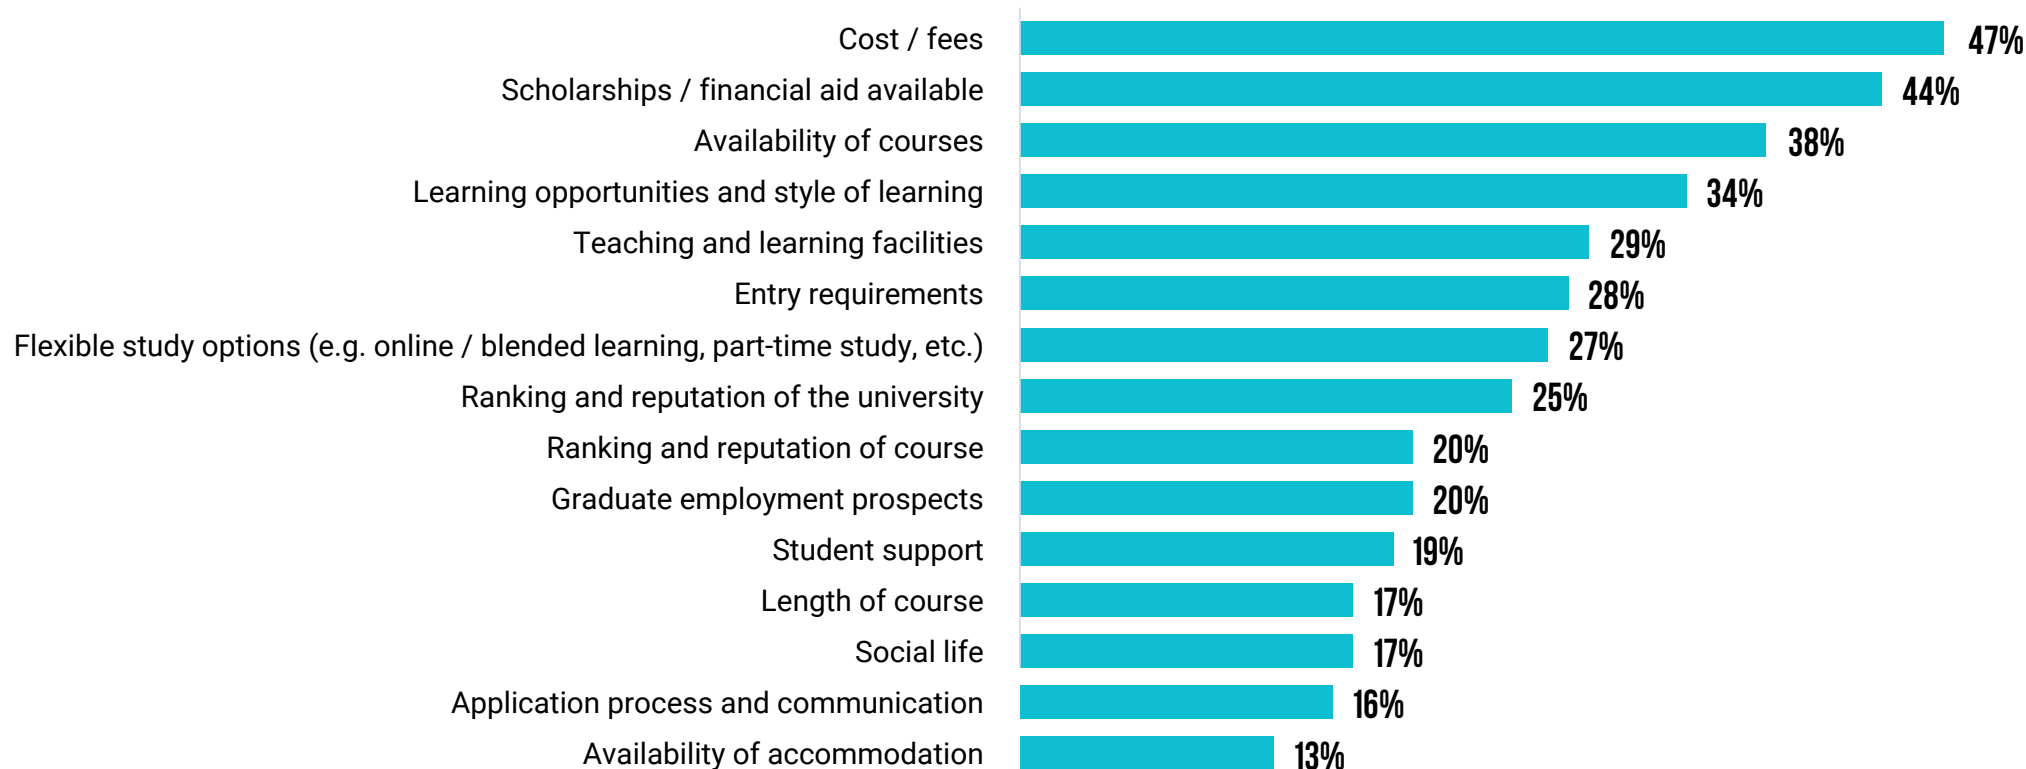 Cost / fees 47%
Scholarships / financial aid available 44%
Availability of courses 38%
Learning opportunities and style of learning 34%
Teaching and learning facilities 29%
Entry requirements 28%
Flexible study options (e.g. online / blended learning, part-time study, etc.) 27%
Ranking and reputation of the university 25%
Ranking and reputation of course 20%
Graduate employment prospects 20%
Student support 19%
Length of course 17%
Social life 17%
Application process and communication 16%
Availability of accommodation 13%